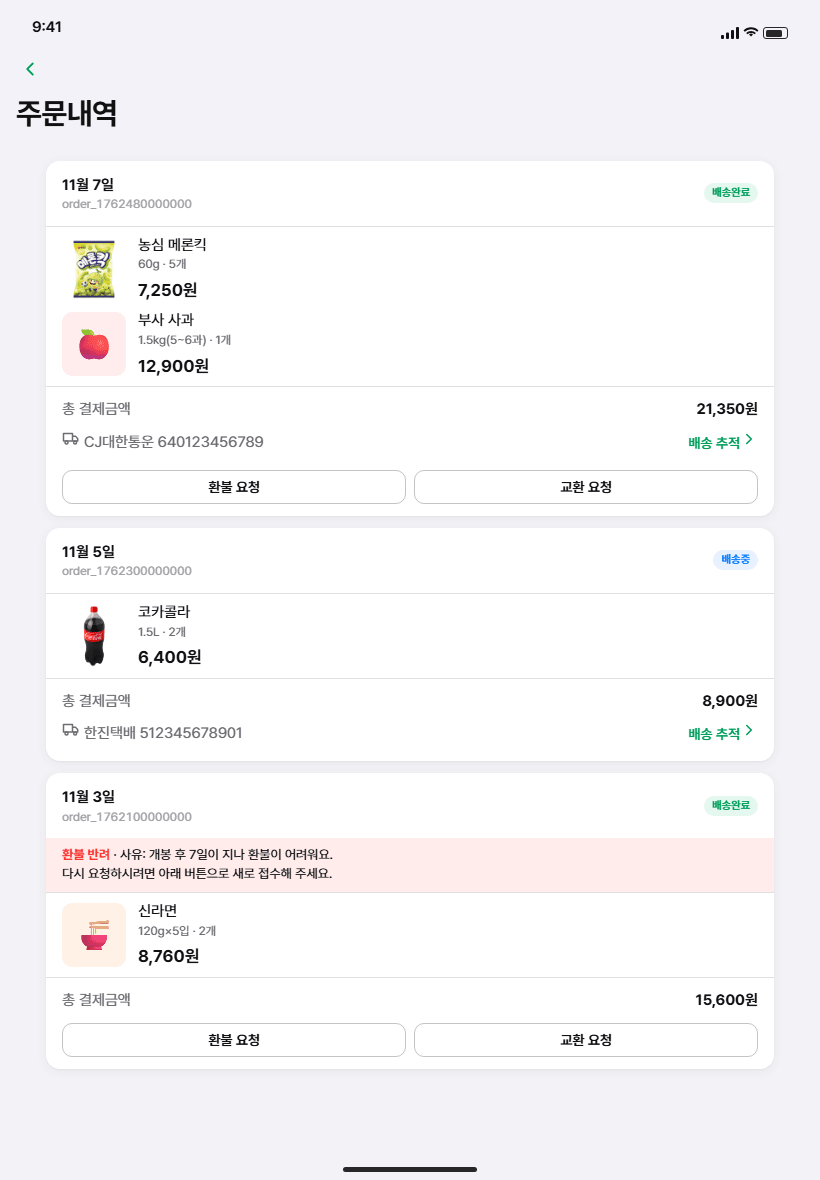 9:41
주문내역
11월 7일
order_1762480000000
배송완료
메론킥
농심 메론킥
60g · 5개
7,250원
부사 사과
1.5kg(5~6과) · 1개
12,900원
총 결제금액
21,350원
CJ대한통운 640123456789
배송 추적
환불 요청
교환 요청
11월 5일
order_1762300000000
배송중
코카콜라
1.5L · 2개
6,400원
총 결제금액
8,900원
한진택배 512345678901
배송 추적
11월 3일
order_1762100000000
배송완료
환불 반려 · 사유: 개봉 후 7일이 지나 환불이 어려워요.
다시 요청하시려면 아래 버튼으로 새로 접수해 주세요.
신라면
120g×5입 · 2개
8,760원
총 결제금액
15,600원
환불 요청
교환 요청